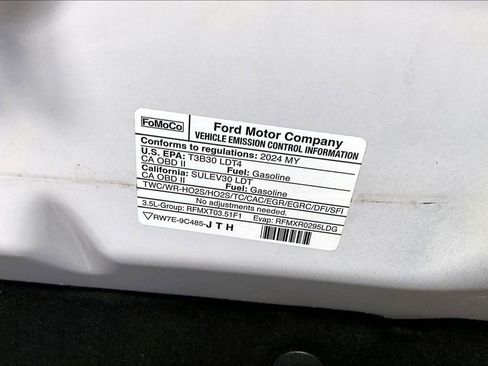 FoMoCo
Ford Motor Company
VEHICLE EMISSION CONTROL INFORMATION
Conforms to regulations: 2024 MY
U.S. EPA: T3B30 LDT4
CA OBD II Fuel: Gasoline
California: SULEV30 LDT
CA OBD II Fuel: Gasoline
TWC/WR-HO2S/HO2S/TC/CAC/EGR/EGRC/DFI/SFI
No adjustments needed.
3.5L-Group: RFMXT03.51F1 Evap: RFMXR0295LDG
RW7E-9C485-JTH